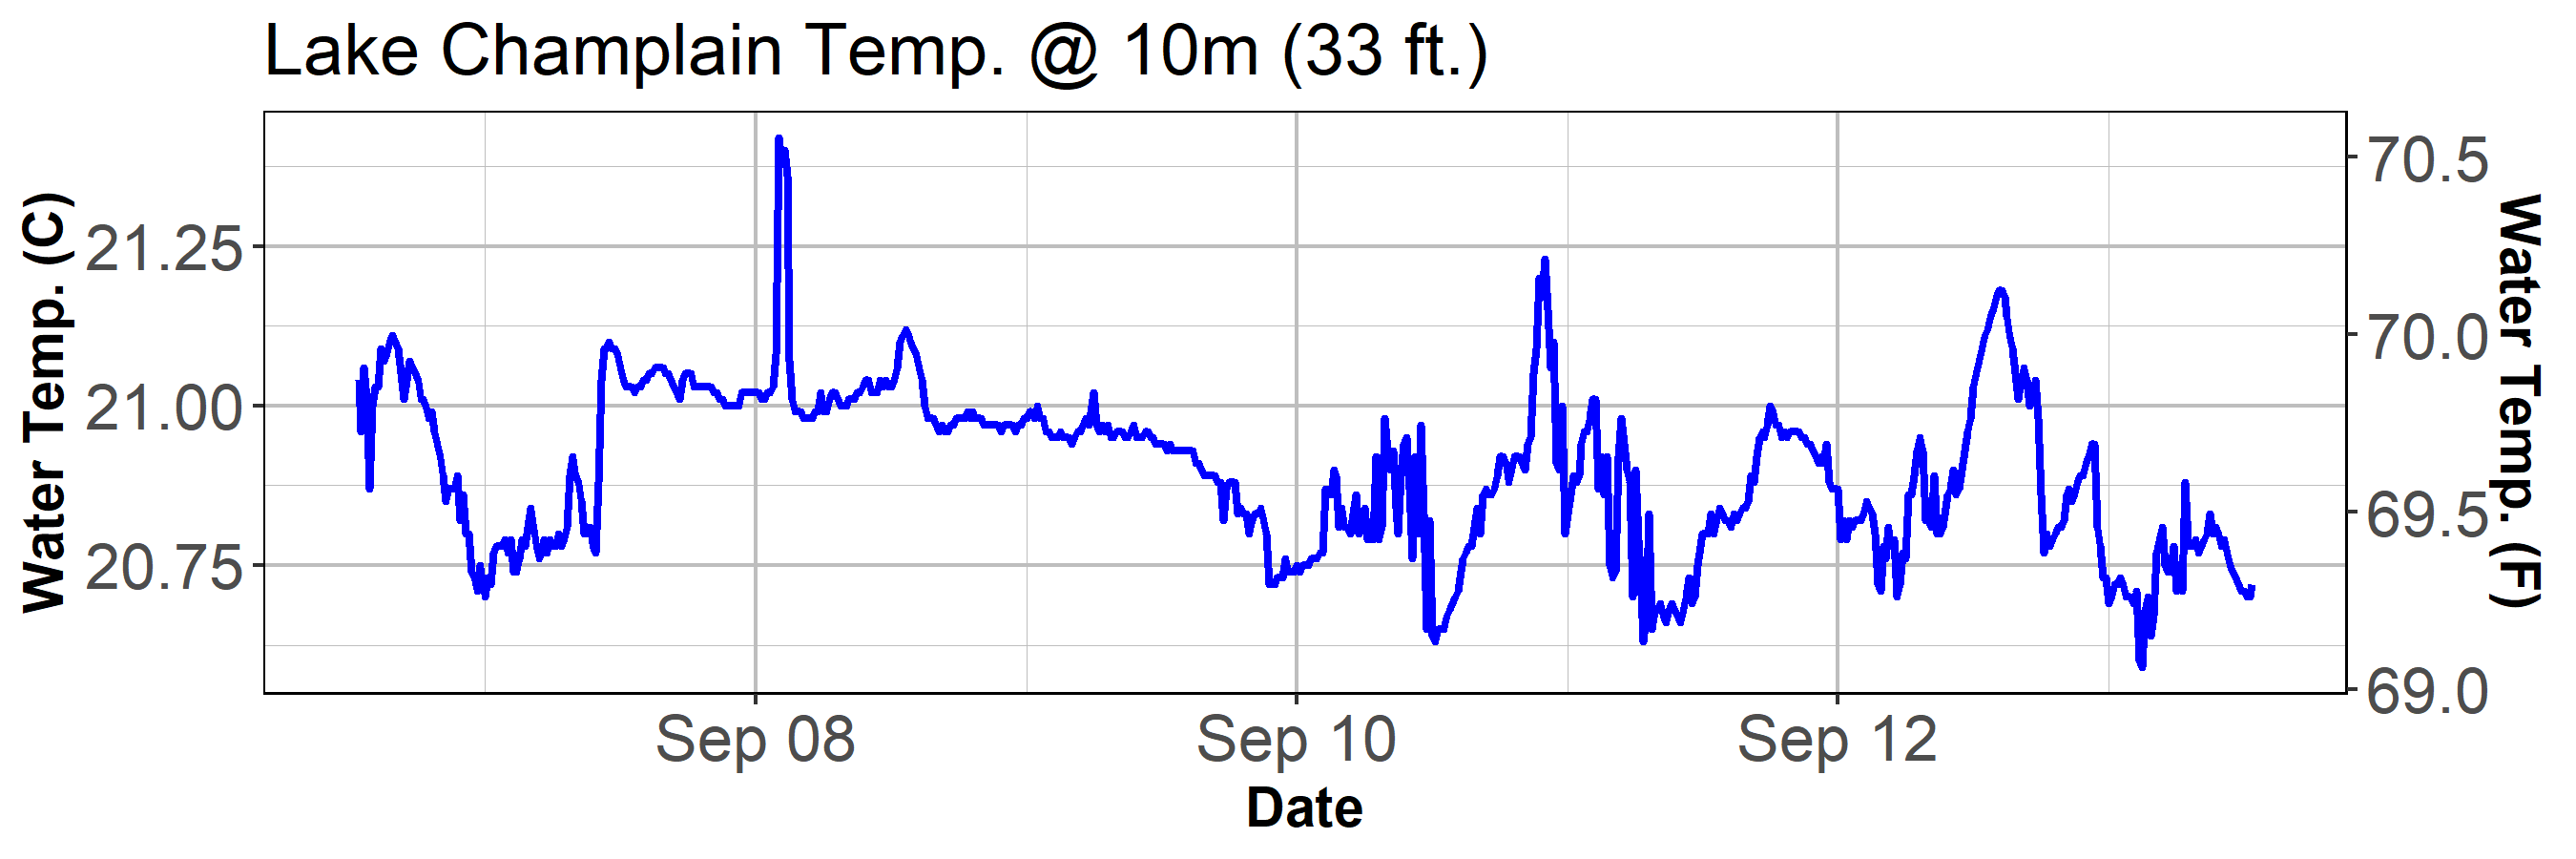 Lake Champlain Temp. @ 10m (33 ft.)
Water Temp. (C)
21.25
21.00
20.75
70.5
70.0
69.5
69.0
Water Temp. (F)
Sep 08
Sep 10
Sep 12
Date